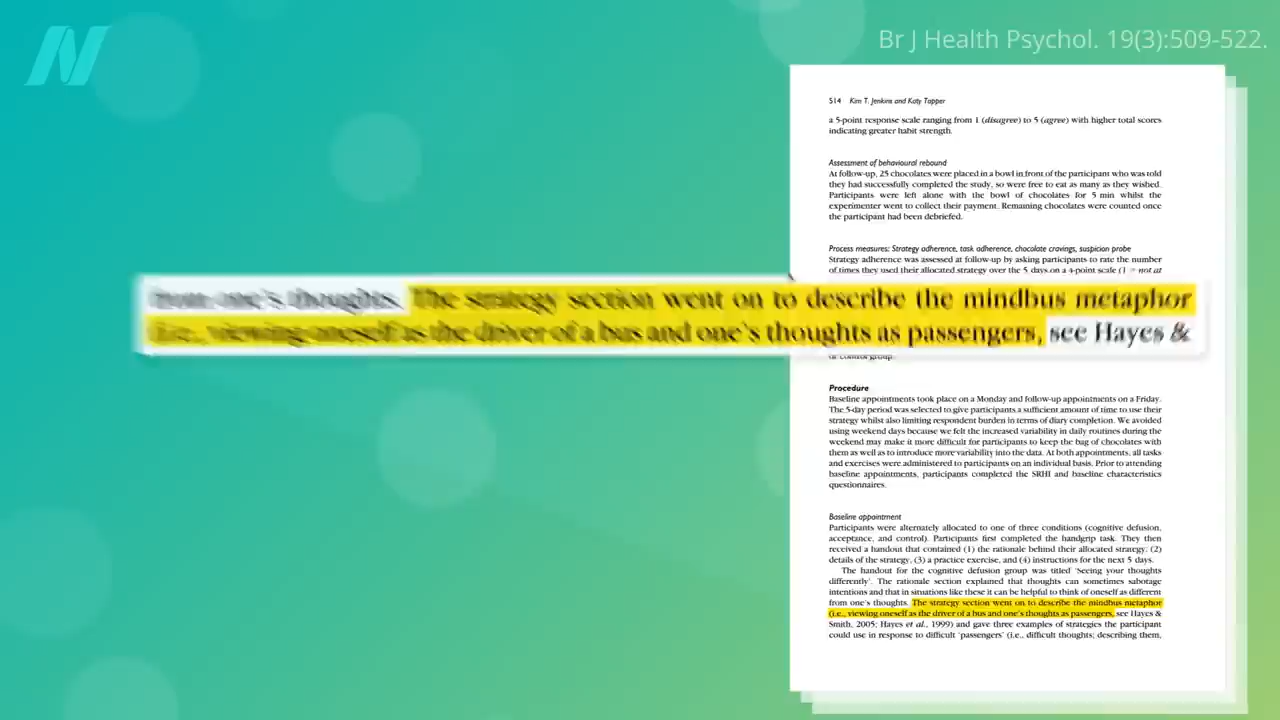 N
Br J Health Psychol. 19(3):509-522.
514 Kim T. Jenkins and Katy Tapper
a 5-point response scale ranging from 1 (disagree) to 5 (agree) with higher total scores
indicating greater habit strength.
Assessment of behavioural rebound
At follow-up, 25 chocolates were placed in a bowl in front of the participant who was told
they had successfully completed the study, so were free to eat as many as they wished.
Participants were left alone with the bowl of chocolates for 5 min whilst the
experimenter went to collect their payment. Remaining chocolates were counted once
the participant had been debriefed.
Process measures: Strategy adherence, task adherence, chocolate cravings, suspicion probe
Strategy adherence was assessed at follow-up by asking participants to rate the number
of times they used their allocated strategy over the 5 days on a 4-point scale (1 = not at
from one's thoughts. The strategy section went on to describe the mindbus metaphor
(i.e., viewing oneself as the driver of a bus and one's thoughts as passengers, see Hayes &
or control group.
Procedure
Baseline appointments took place on a Monday and follow-up appointments on a Friday.
The 5-day period was selected to give participants a sufficient amount of time to use their
strategy whilst also limiting respondent burden in terms of diary completion. We avoided
using weekend days because we felt the increased variability in daily routines during the
weekend may make it more difficult for participants to keep the bag of chocolates with
them as well as to introduce more variability into the data. At both appointments, all tasks
and exercises were administered to participants on an individual basis. Prior to attending
baseline appointments, participants completed the SRHI and baseline characteristics
questionnaires.
Baseline appointment
Participants were alternately allocated to one of three conditions (cognitive defusion,
acceptance, and control). Participants first completed the handgrip task. They then
received a handout that contained (1) the rationale behind their allocated strategy, (2)
details of the strategy, (3) a practice exercise, and (4) instructions for the next 5 days.
The handout for the cognitive defusion group was titled 'Seeing your thoughts
differently'. The rationale section explained that thoughts can sometimes sabotage
intentions and that in situations like these it can be helpful to think of oneself as different
from one's thoughts. The strategy section went on to describe the mindbus metaphor
(i.e., viewing oneself as the driver of a bus and one's thoughts as passengers, see Hayes &
Smith, 2005; Hayes et al., 1999) and gave three examples of strategies the participant
could use in response to difficult 'passengers' (i.e., difficult thoughts; describing them,